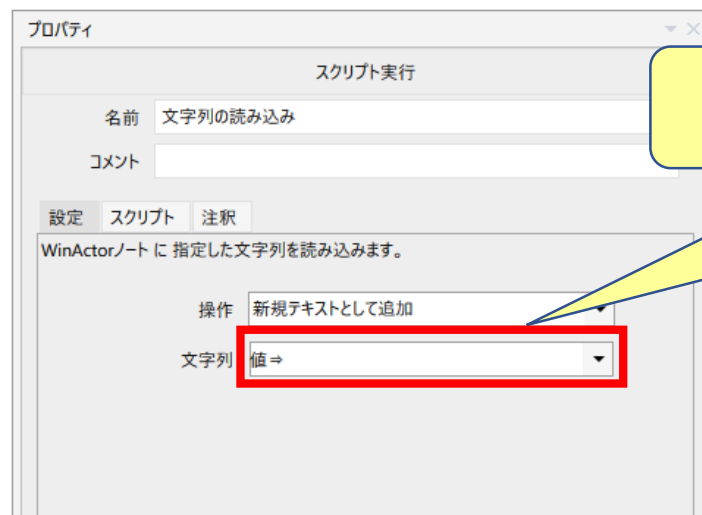 プロパティ
スクリプト実行
名前 文字列の読み込み
コメント
設定 スクリプト 注釈
WinActorノート に 指定した文字列を読み込みます。
操作 新規テキストとして追加
文字列 値⇒